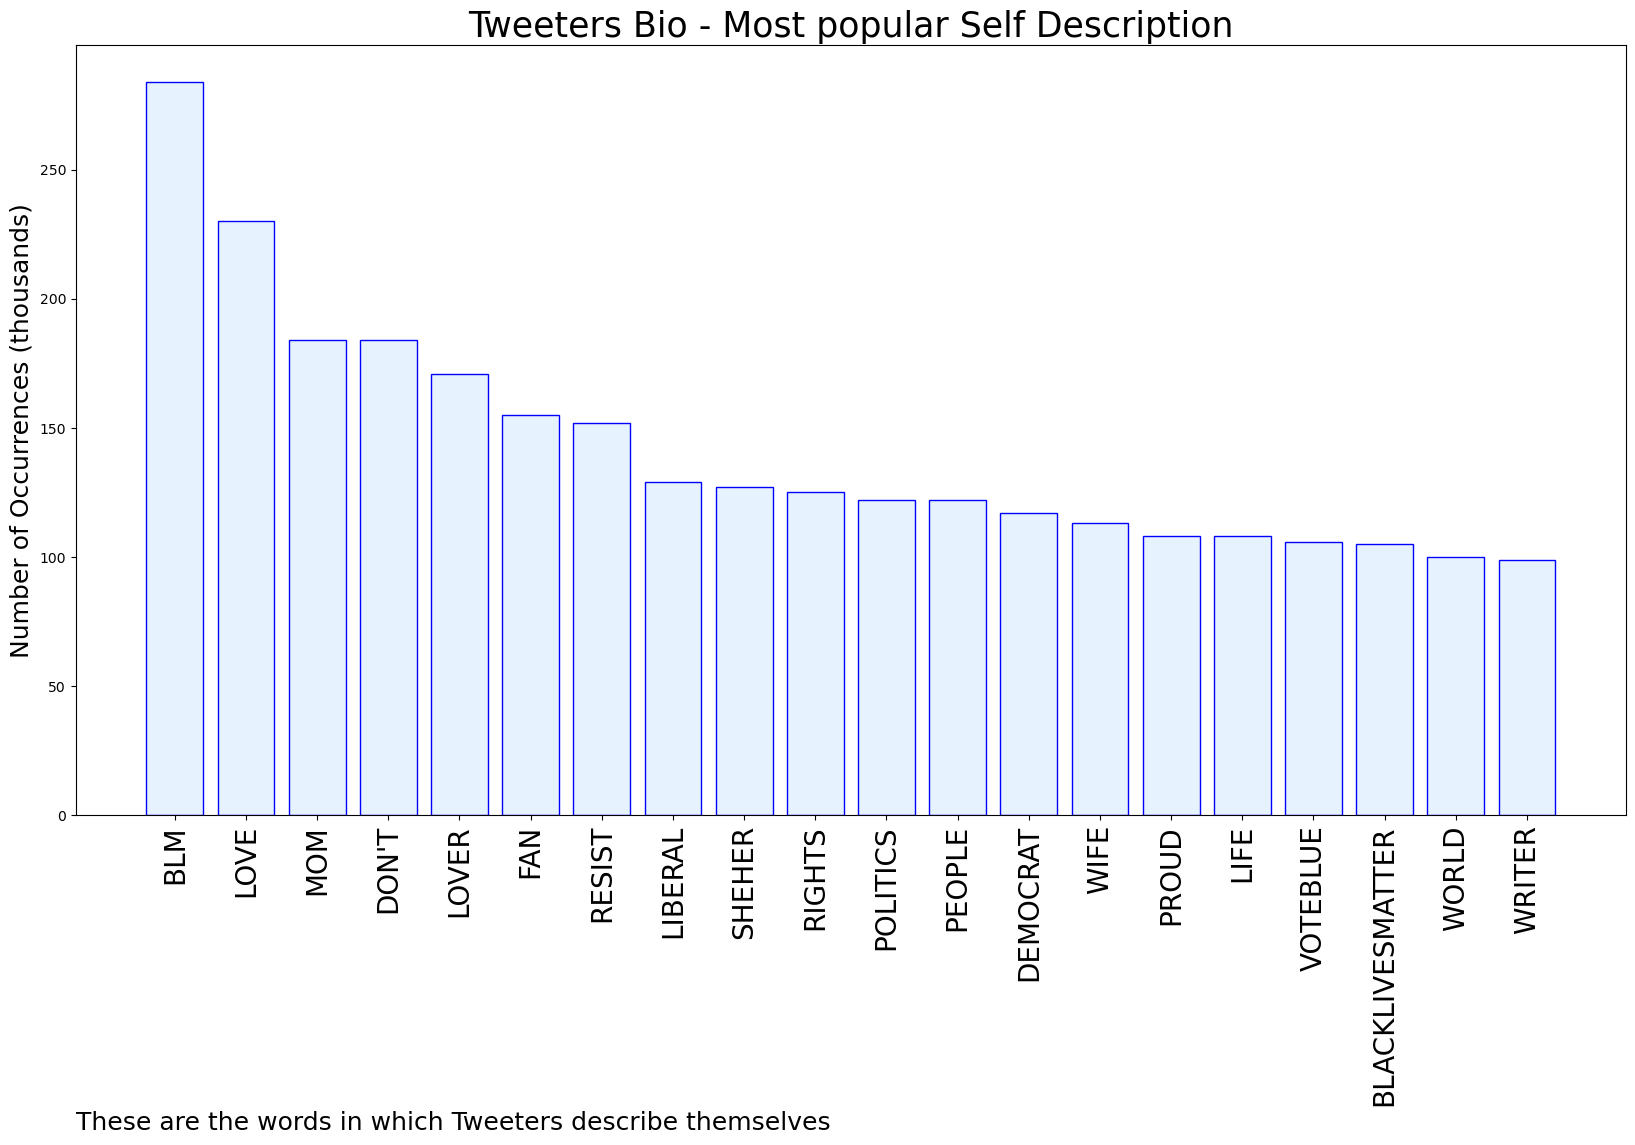 Tweeters Bio - Most popular Self Description
Number of Occurrences (thousands)
250
200
150
100
50
0
BLM
LOVE
MOM
DON'T
LOVER
FAN
RESIST
LIBERAL
SHEHER
RIGHTS
POLITICS
PEOPLE
DEMOCRAT
WIFE
PROUD
LIFE
VOTEBLUE
BLACKLIVESMATTER
WORLD
WRITER
These are the words in which Tweeters describe themselves